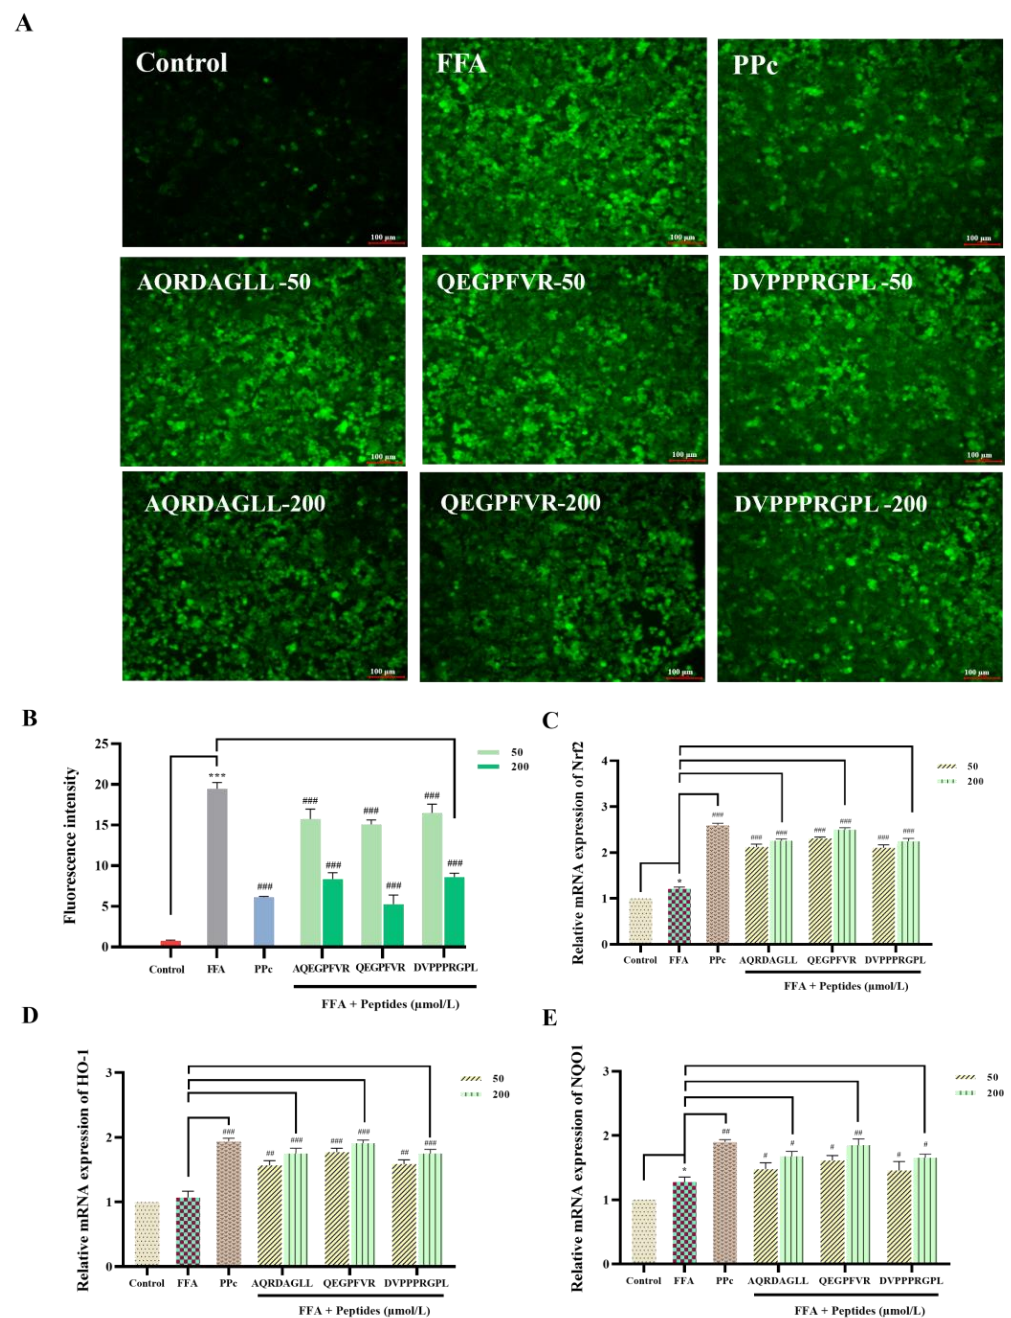 A
Control
FFA
PPc
100 µm
100 µm
100 µm
AQRDAGLL -50
QEGPFVR-50
DVPPPRGPL -50
100 µm
100 µm
100 µm
AQRDAGLL-200
QEGPFVR-200
DVPPPRGPL -200
100 µm
100 µm
100 µm
B
Fluorescence intensity
25
20
15
10
5
0
***
###
###
###
###
###
###
###
50
200
Control
FFA
PPc
AQEGPFVR
QEGPFVR
DVPPPRGPL
FFA + Peptides (µmol/L)
C
Relative mRNA expression of Nrf2
4
3
2
1
0
*
###
###
###
###
###
###
###
50
200
Control
FFA
PPc
AQRDAGLL
QEGPFVR
DVPPPRGPL
FFA + Peptides (µmol/L)
D
Relative mRNA expression of HO-1
3
2
1
0
###
##
###
###
###
##
###
50
200
Control
FFA
PPc
AQRDAGLL
QEGPFVR
DVPPPRGPL
FFA + Peptides (µmol/L)
E
Relative mRNA expression of NQO1
3
2
1
0
*
##
#
#
#
##
#
#
50
200
Control
FFA
PPc
AQRDAGLL
QEGPFVR
DVPPPRGPL
FFA + Peptides (µmol/L)